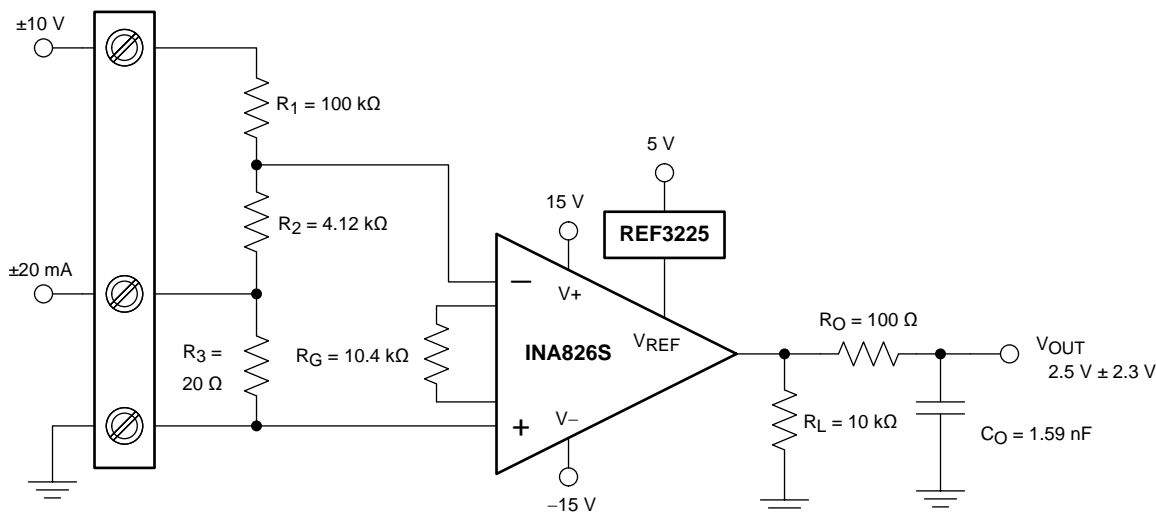 ±10 V
R1 = 100 kΩ
5 V
15 V
R2 = 4.12 kΩ
REF3225
±20 mA
−
V+
RO = 100 Ω
R3 =
20 Ω
RG = 10.4 kΩ
INA826S
VREF
VOUT
2.5 V ± 2.3 V
+
V−
RL = 10 kΩ
CO = 1.59 nF
−15 V